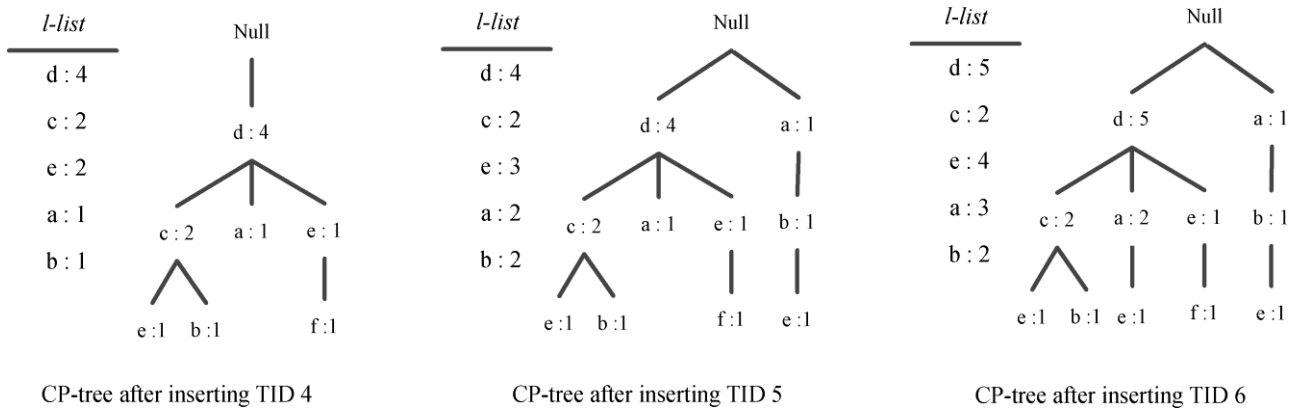 l-list
Null
d : 4
c : 2
e : 2
a : 1
b : 1
d : 4
c : 2
a : 1
e : 1
e :1
b :1
f :1
CP-tree after inserting TID 4
l-list
Null
d : 4
c : 2
e : 3
a : 2
b : 2
d : 4
a : 1
c : 2
a : 1
e : 1
b : 1
e :1
b :1
f :1
e :1
CP-tree after inserting TID 5
l-list
Null
d : 5
c : 2
e : 4
a : 3
b : 2
d : 5
a : 1
c : 2
a : 2
e : 1
b : 1
e :1
b :1
e :1
f :1
e :1
CP-tree after inserting TID 6